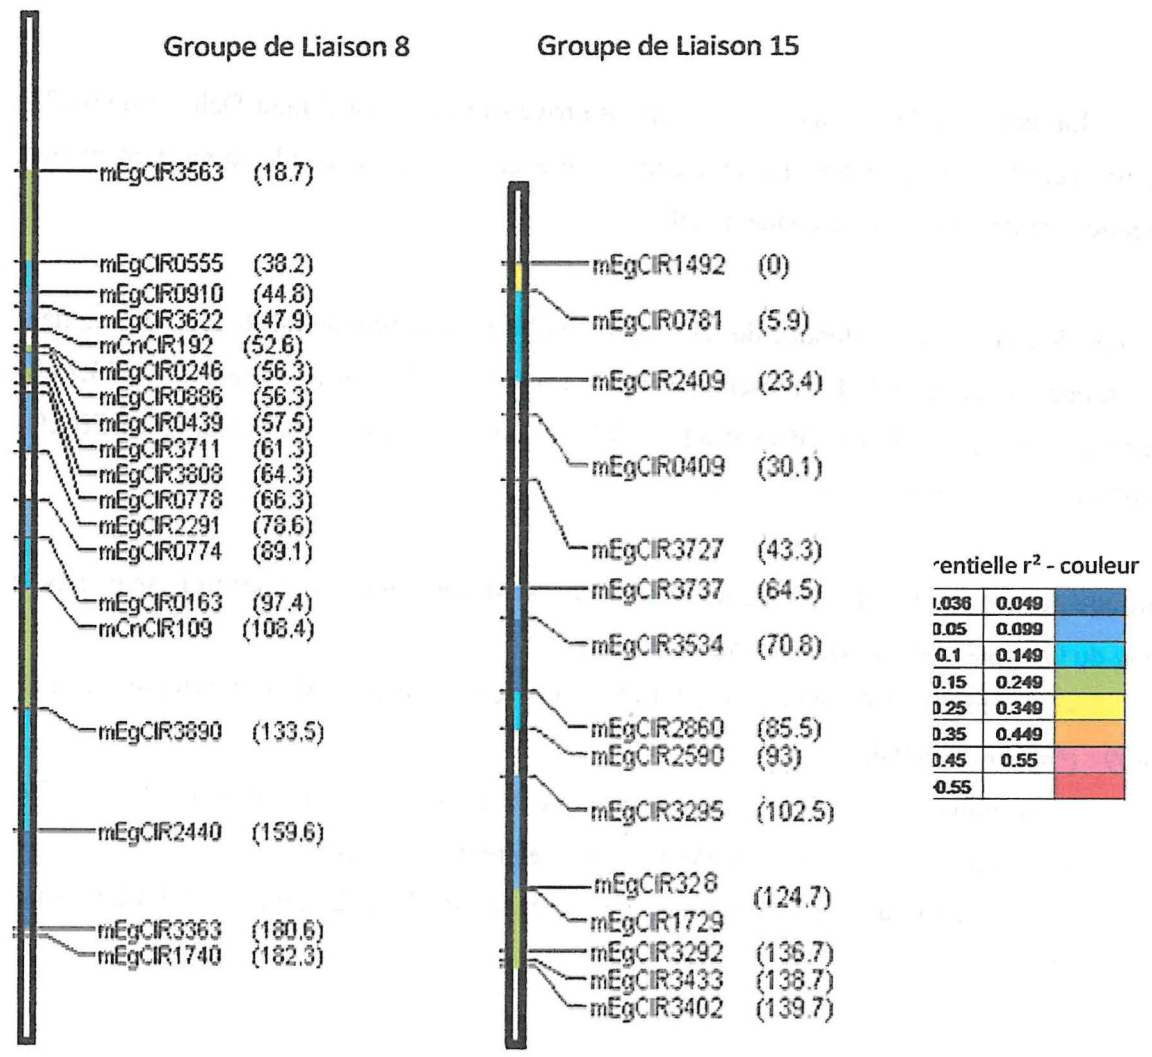 Groupe de Liaison 8
mEgCIR3563 (18.7)
mEgCIR0555 (38.2)
mEgCIR0910 (44.8)
mEgCIR3622 (47.9)
mCnCIR192 (52.6)
mEgCIR0246 (56.3)
mEgCIR0886 (56.3)
mEgCIR0439 (57.5)
mEgCIR3711 (61.3)
mEgCIR3808 (64.3)
mEgCIR0778 (66.3)
mEgCIR2291 (78.6)
mEgCIR0774 (89.1)
mEgCIR0163 (97.4)
mCnCIR109 (108.4)
mEgCIR3890 (133.5)
mEgCIR2440 (159.6)
mEgCIR3363 (180.6)
mEgCIR1740 (182.3)
Groupe de Liaison 15
mEgCIR1492 (0)
mEgCIR0781 (5.9)
mEgCIR2409 (23.4)
mEgCIR0409 (30.1)
mEgCIR3727 (43.3)
mEgCIR3737 (64.5)
mEgCIR3534 (70.8)
mEgCIR2860 (85.5)
mEgCIR2590 (93)
mEgCIR3295 (102.5)
mEgCIR328
(124.7)
mEgCIR1729
mEgCIR3292 (136.7)
mEgCIR3433 (138.7)
mEgCIR3402 (139.7)
rentielle r² - couleur
.036 0.049
0.05 0.099
0.1 0.149
0.15 0.249
0.25 0.349
0.35 0.449
0.45 0.55
0.55